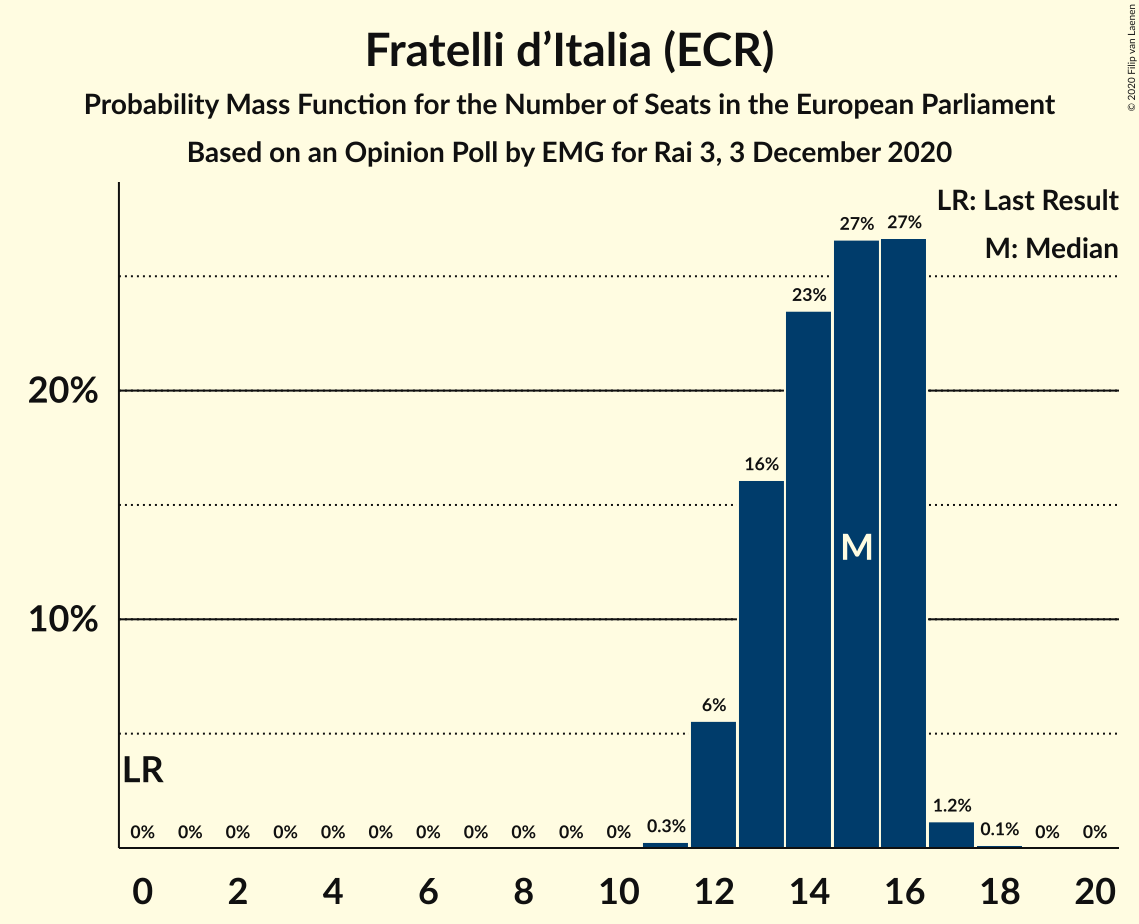 Fratelli d’Italia (ECR)
Probability Mass Function for the Number of Seats in the European Parliament
Based on an Opinion Poll by EMG for Rai 3, 3 December 2020
© 2020 Filip van Laenen
LR: Last Result
M: Median
27% 27%
23%
20%
16%
M
10%
6%
LR
1.2%
0% 0% 0% 0% 0% 0% 0% 0% 0% 0% 0% 0.3% 0.1% 0% 0%
0 2 4 6 8 10 12 14 16 18 20